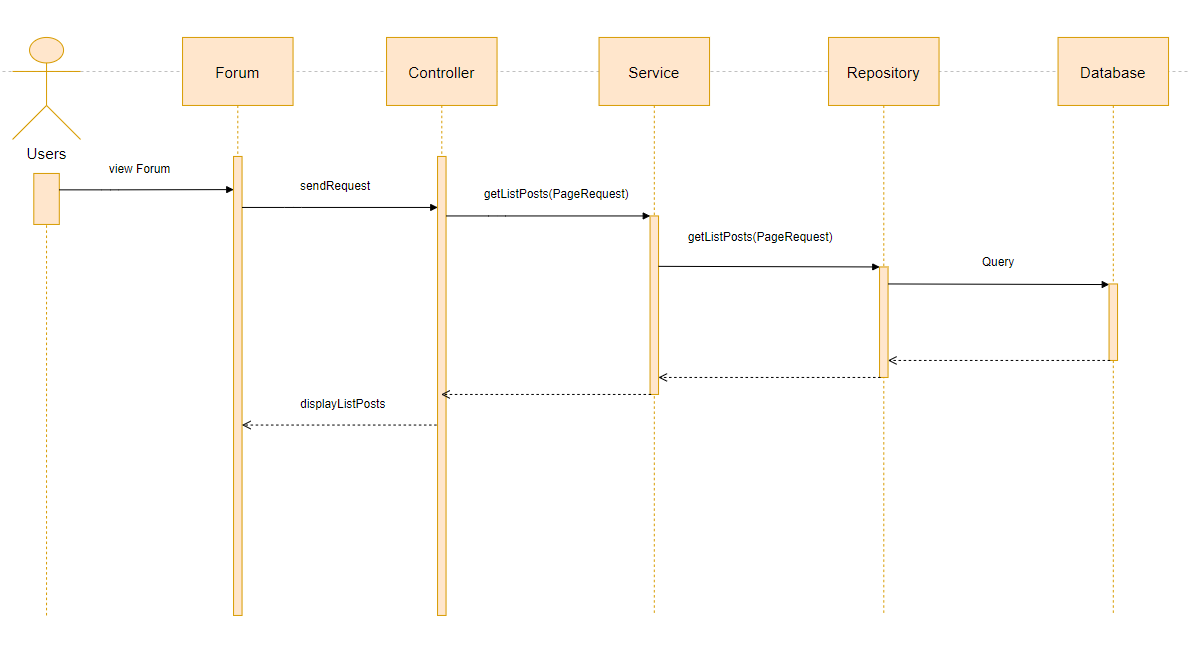 Forum
Controller
Service
Repository
Database
Users
view Forum
sendRequest
getListPosts(PageRequest)
getListPosts(PageRequest)
Query
displayListPosts